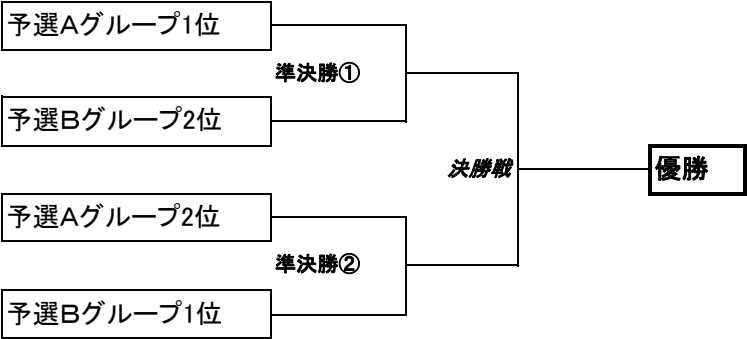 予選Aグループ1位
準決勝①
予選Bグループ2位
決勝戦
優勝
予選Aグループ2位
準決勝②
予選Bグループ1位